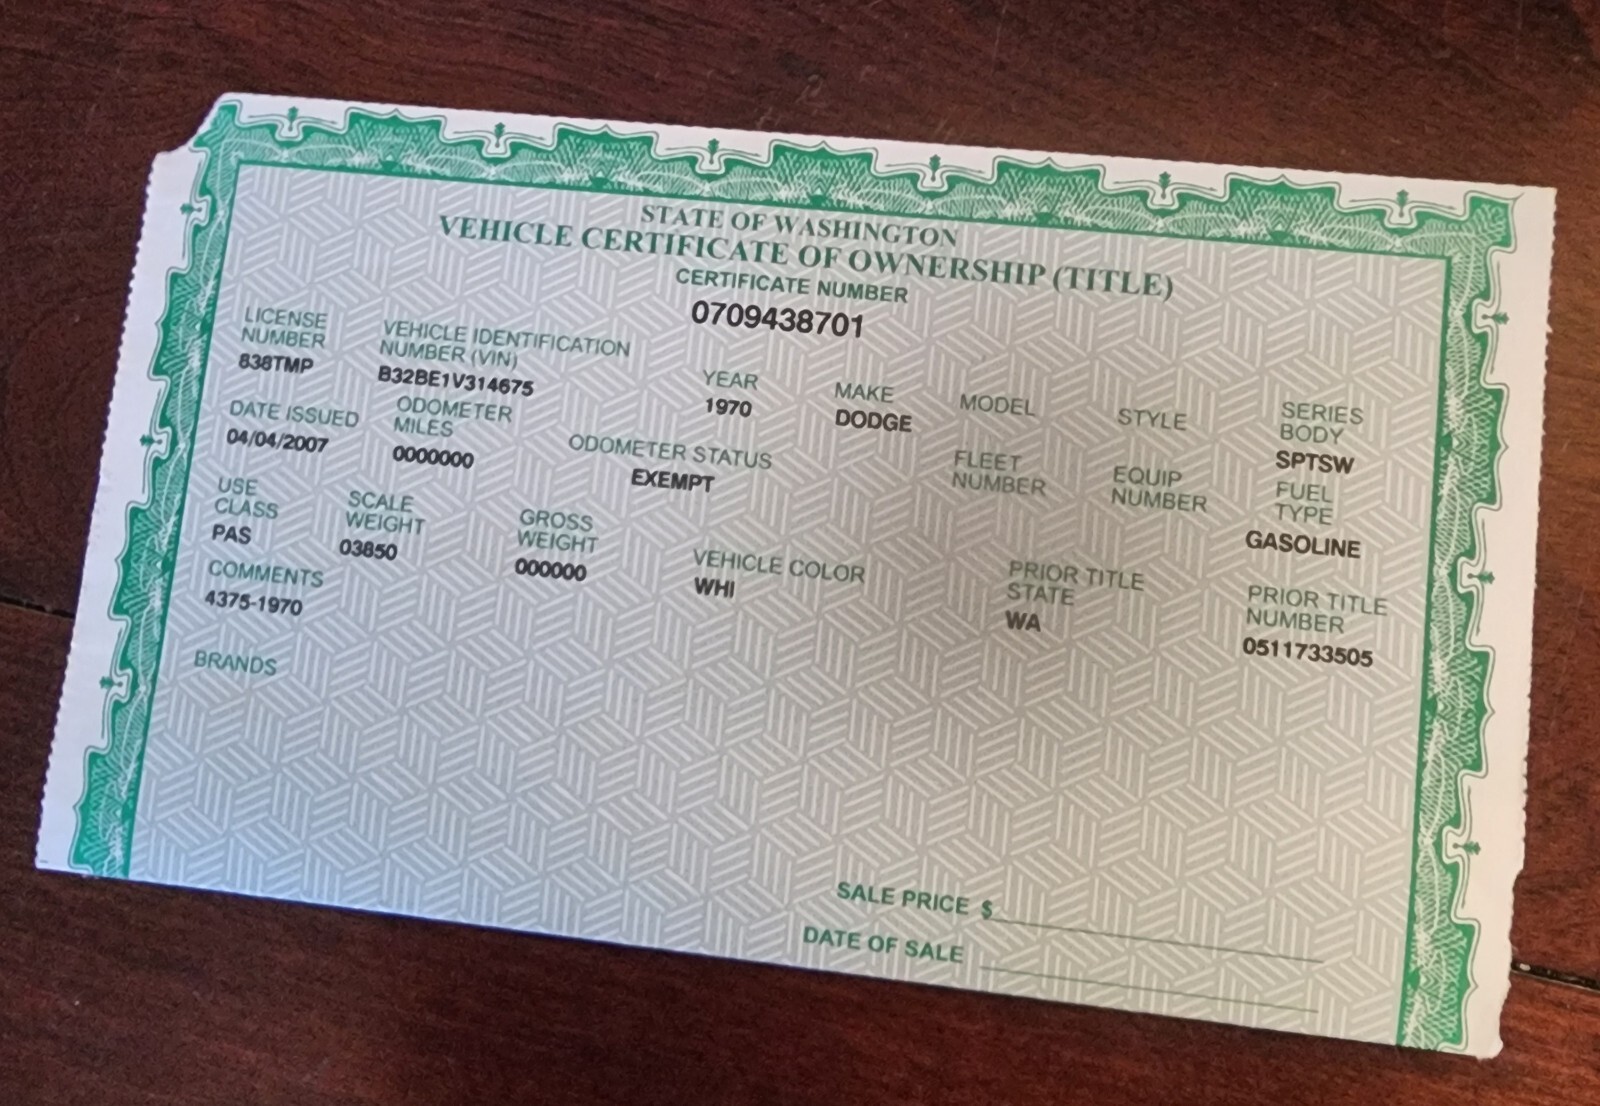 STATE OF WASHINGTON
VEHICLE CERTIFICATE OF OWNERSHIP (TITLE)
CERTIFICATE NUMBER
0709438701
LICENSE NUMBER
838TMP
VEHICLE IDENTIFICATION NUMBER (VIN)
B32BE1V314675
YEAR
1970
MAKE
DODGE
MODEL
STYLE
SERIES BODY
SPTSW
DATE ISSUED
04/04/2007
ODOMETER MILES
0000000
ODOMETER STATUS
EXEMPT
FLEET NUMBER
EQUIP NUMBER
FUEL TYPE
GASOLINE
USE CLASS
PAS
SCALE WEIGHT
03850
GROSS WEIGHT
000000
VEHICLE COLOR
WHI
PRIOR TITLE STATE
WA
PRIOR TITLE NUMBER
0511733505
COMMENTS
4375-1970
BRANDS
SALE PRICE $
DATE OF SALE